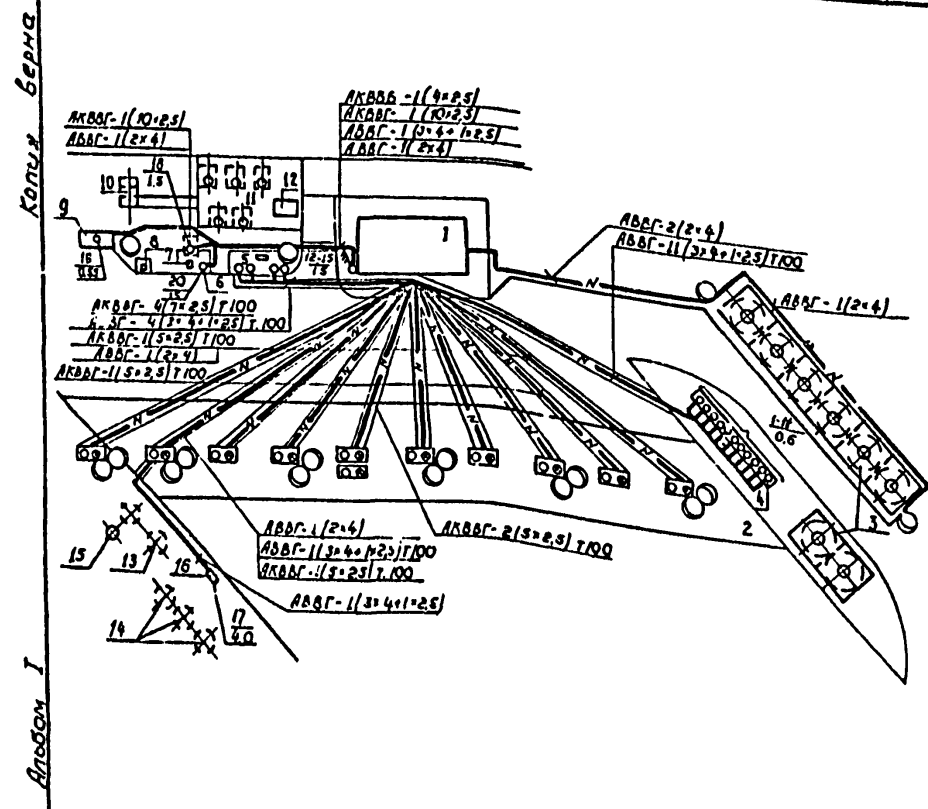 Копия верна
АКВВБ-1(4×2,5)
АКВВГ-1(10×2,5)
АВВГ-1(3×4+1×2,5)
АВВГ-1(2×4)
АКВВГ-1(10×2,5)
АВВГ-1(2×4)
18
1.5
10
11
12
9
1
АВВГ-2(2×4)
АВВГ-11(3×4+1×2,5)Т100
8
7
5
12-15
1.5
20
6
АВВГ-1(2×4)
АКВВГ-4(7×2,5)Т100
4(3×4+1×2,5)Т.100
АКВВГ-1(5×2,5)Т100
АВВГ-1(2×4)
АКВВГ-1(5×2,5)Т100
1-11
0.6
4
2
3
АВВГ-1(2×4)
АВВГ-1(3×4+1×2,5)Т100
АКВВГ-1(5×2,5)Т.100
АКВВГ-2(5×2,5)Т100
АВВГ-1(3×4+1×2,5)
15
13
16
14
17
4.0
Альбом I